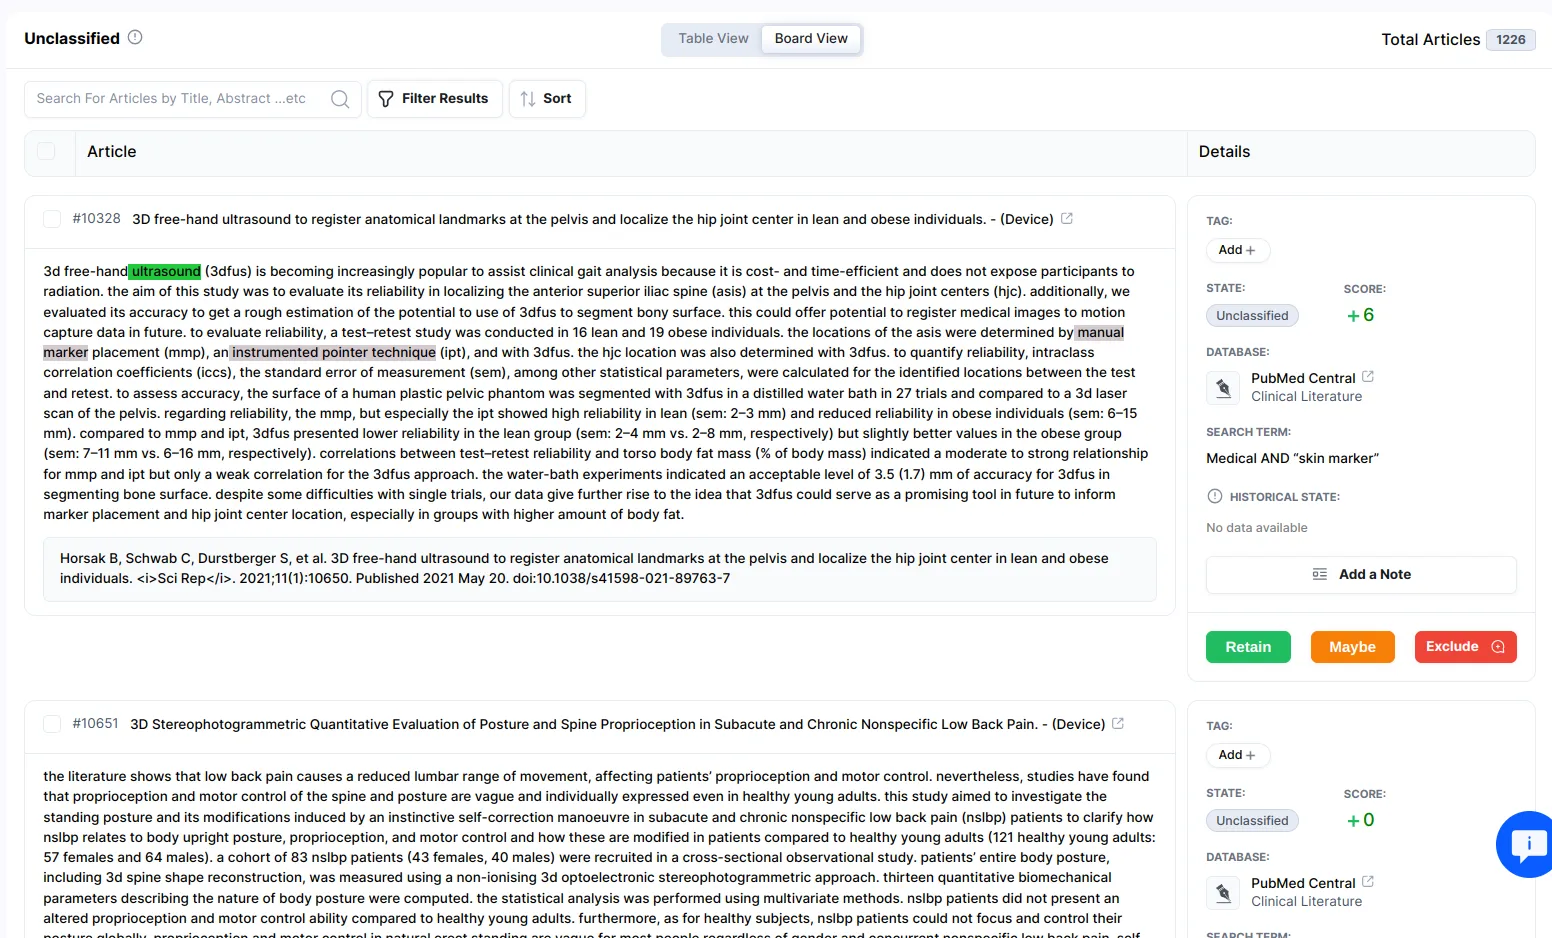 Unclassified
Table View
Board View
Total Articles 1226
Search For Articles by Title, Abstract ...etc
Filter Results
Sort
Article
Details
#10328 3D free-hand ultrasound to register anatomical landmarks at the pelvis and localize the hip joint center in lean and obese individuals. - (Device)
3d free-hand ultrasound (3dfus) is becoming increasingly popular to assist clinical gait analysis because it is cost- and time-efficient and does not expose participants to
radiation. the aim of this study was to evaluate its reliability in localizing the anterior superior iliac spine (asis) at the pelvis and the hip joint centers (hjc). additionally, we
evaluated its accuracy to get a rough estimation of the potential to use of 3dfus to segment bony surface. this could offer potential to register medical images to motion
capture data in future. to evaluate reliability, a test–retest study was conducted in 16 lean and 19 obese individuals. the locations of the asis were determined by manual
marker placement (mmp), an instrumented pointer technique (ipt), and with 3dfus. the hjc location was also determined with 3dfus. to quantify reliability, intraclass
correlation coefficients (iccs), the standard error of measurement (sem), among other statistical parameters, were calculated for the identified locations between the test
and retest. to assess accuracy, the surface of a human plastic pelvic phantom was segmented with 3dfus in a distilled water bath in 27 trials and compared to a 3d laser
scan of the pelvis. regarding reliability, the mmp, but especially the ipt showed high reliability in lean (sem: 2–3 mm) and reduced reliability in obese individuals (sem: 6–15
mm). compared to mmp and ipt, 3dfus presented lower reliability in the lean group (sem: 2–4 mm vs. 2–8 mm, respectively) but slightly better values in the obese group
(sem: 7–11 mm vs. 6–16 mm, respectively). correlations between test–retest reliability and torso body fat mass (% of body mass) indicated a moderate to strong relationship
for mmp and ipt but only a weak correlation for the 3dfus approach. the water-bath experiments indicated an acceptable level of 3.5 (1.7) mm of accuracy for 3dfus in
segmenting bone surface. despite some difficulties with single trials, our data give further rise to the idea that 3dfus could serve as a promising tool in future to inform
marker placement and hip joint center location, especially in groups with higher amount of body fat.
Horsak B, Schwab C, Durstberger S, et al. 3D free-hand ultrasound to register anatomical landmarks at the pelvis and localize the hip joint center in lean and obese
individuals. <i>Sci Rep</i>. 2021;11(1):10650. Published 2021 May 20. doi:10.1038/s41598-021-89763-7
TAG:
Add +
STATE:
SCORE:
Unclassified
+6
DATABASE:
PubMed Central
Clinical Literature
SEARCH TERM:
Medical AND “skin marker”
HISTORICAL STATE:
No data available
Add a Note
Retain
Maybe
Exclude
#10651 3D Stereophotogrammetric Quantitative Evaluation of Posture and Spine Proprioception in Subacute and Chronic Nonspecific Low Back Pain. - (Device)
the literature shows that low back pain causes a reduced lumbar range of movement, affecting patients’ proprioception and motor control. nevertheless, studies have found
that proprioception and motor control of the spine and posture are vague and individually expressed even in healthy young adults. this study aimed to investigate the
standing posture and its modifications induced by an instinctive self-correction manoeuvre in subacute and chronic nonspecific low back pain (nslbp) patients to clarify how
nslbp relates to body upright posture, proprioception, and motor control and how these are modified in patients compared to healthy young adults (121 healthy young adults:
57 females and 64 males). a cohort of 83 nslbp patients (43 females, 40 males) were recruited in a cross-sectional observational study. patients’ entire body posture,
including 3d spine shape reconstruction, was measured using a non-ionising 3d optoelectronic stereophotogrammetric approach. thirteen quantitative biomechanical
parameters describing the nature of body posture were computed. the statistical analysis was performed using multivariate methods. nslbp patients did not present an
altered proprioception and motor control ability compared to healthy young adults. furthermore, as for healthy subjects, nslbp patients could not focus and control their
posture globally. proprioception and motor control in natural erect standing are vague for most people regardless of gender and concurrent nonspecific low back pain. self-
TAG:
Add +
STATE:
SCORE:
Unclassified
+0
DATABASE:
PubMed Central
Clinical Literature
SEARCH TERM: